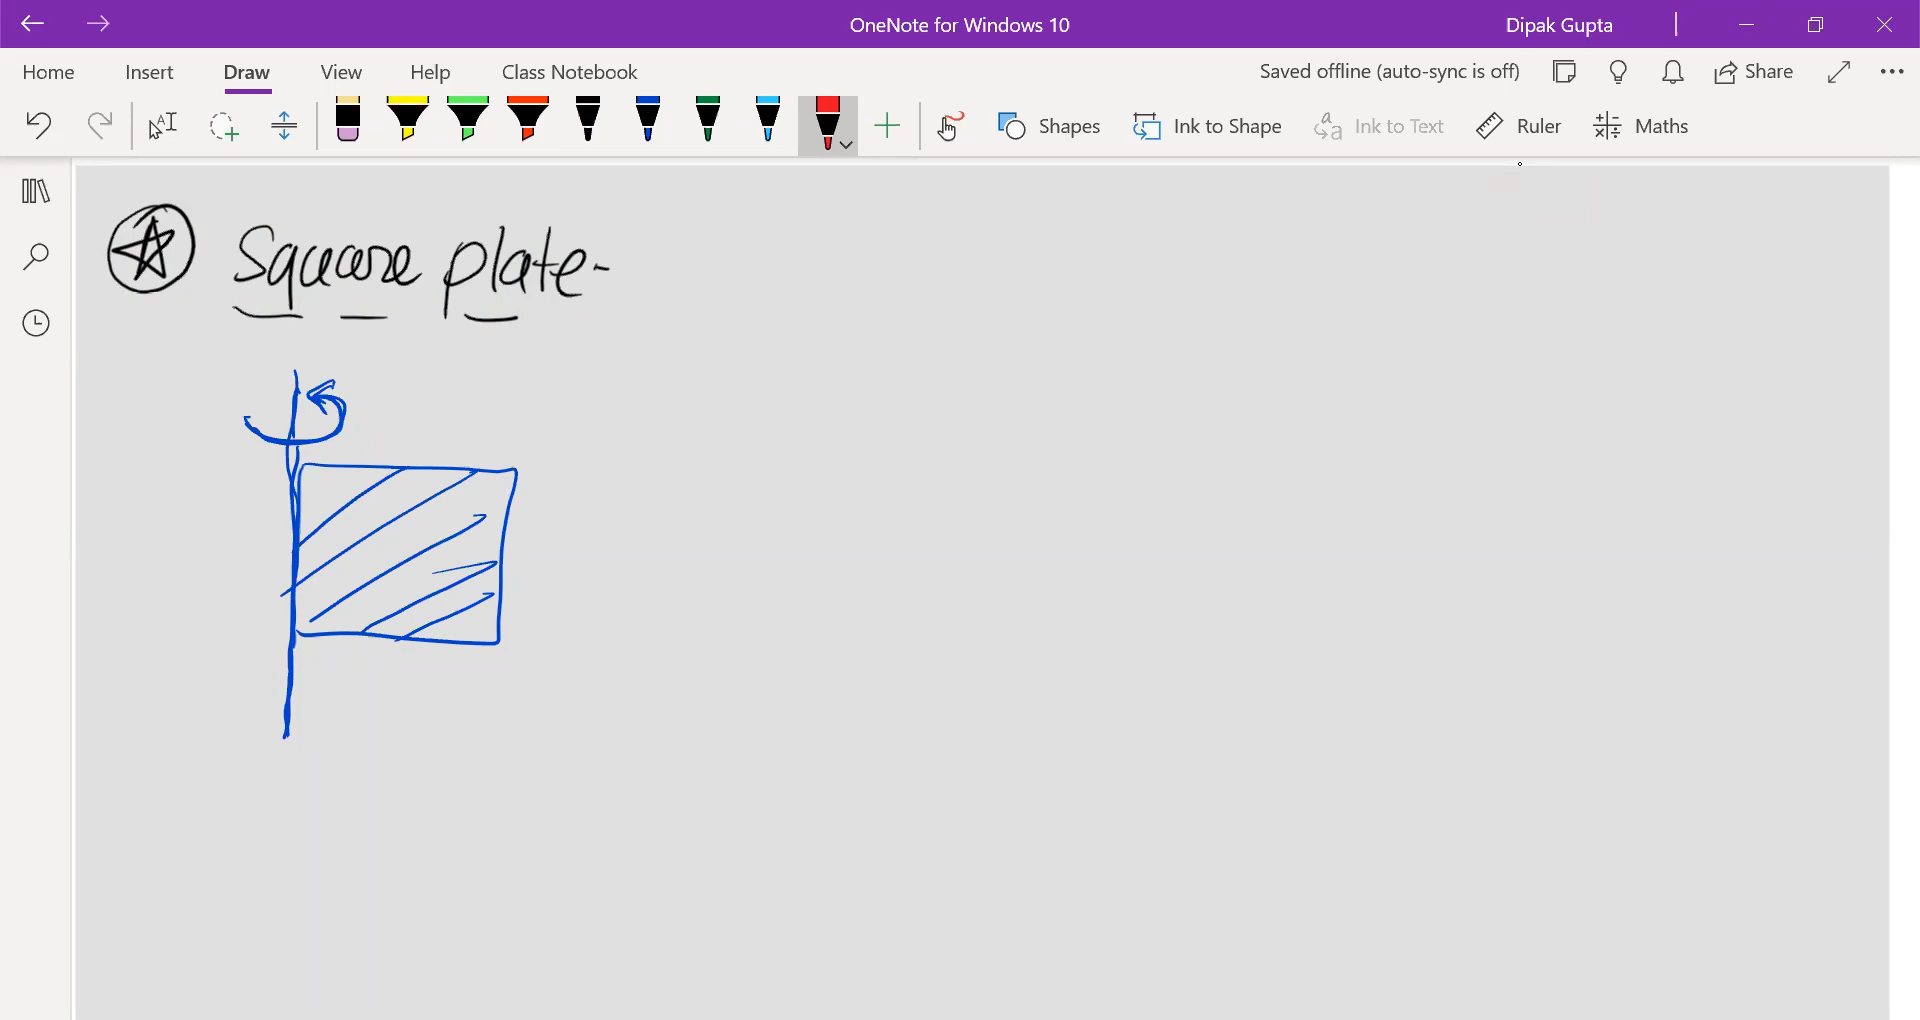 OneNote for Windows 10
Dipak Gupta
Home Insert Draw View Help Class Notebook
Saved offline (auto-sync is off) Share
Shapes Ink to Shape Ink to Text Ruler Maths
Square plate-